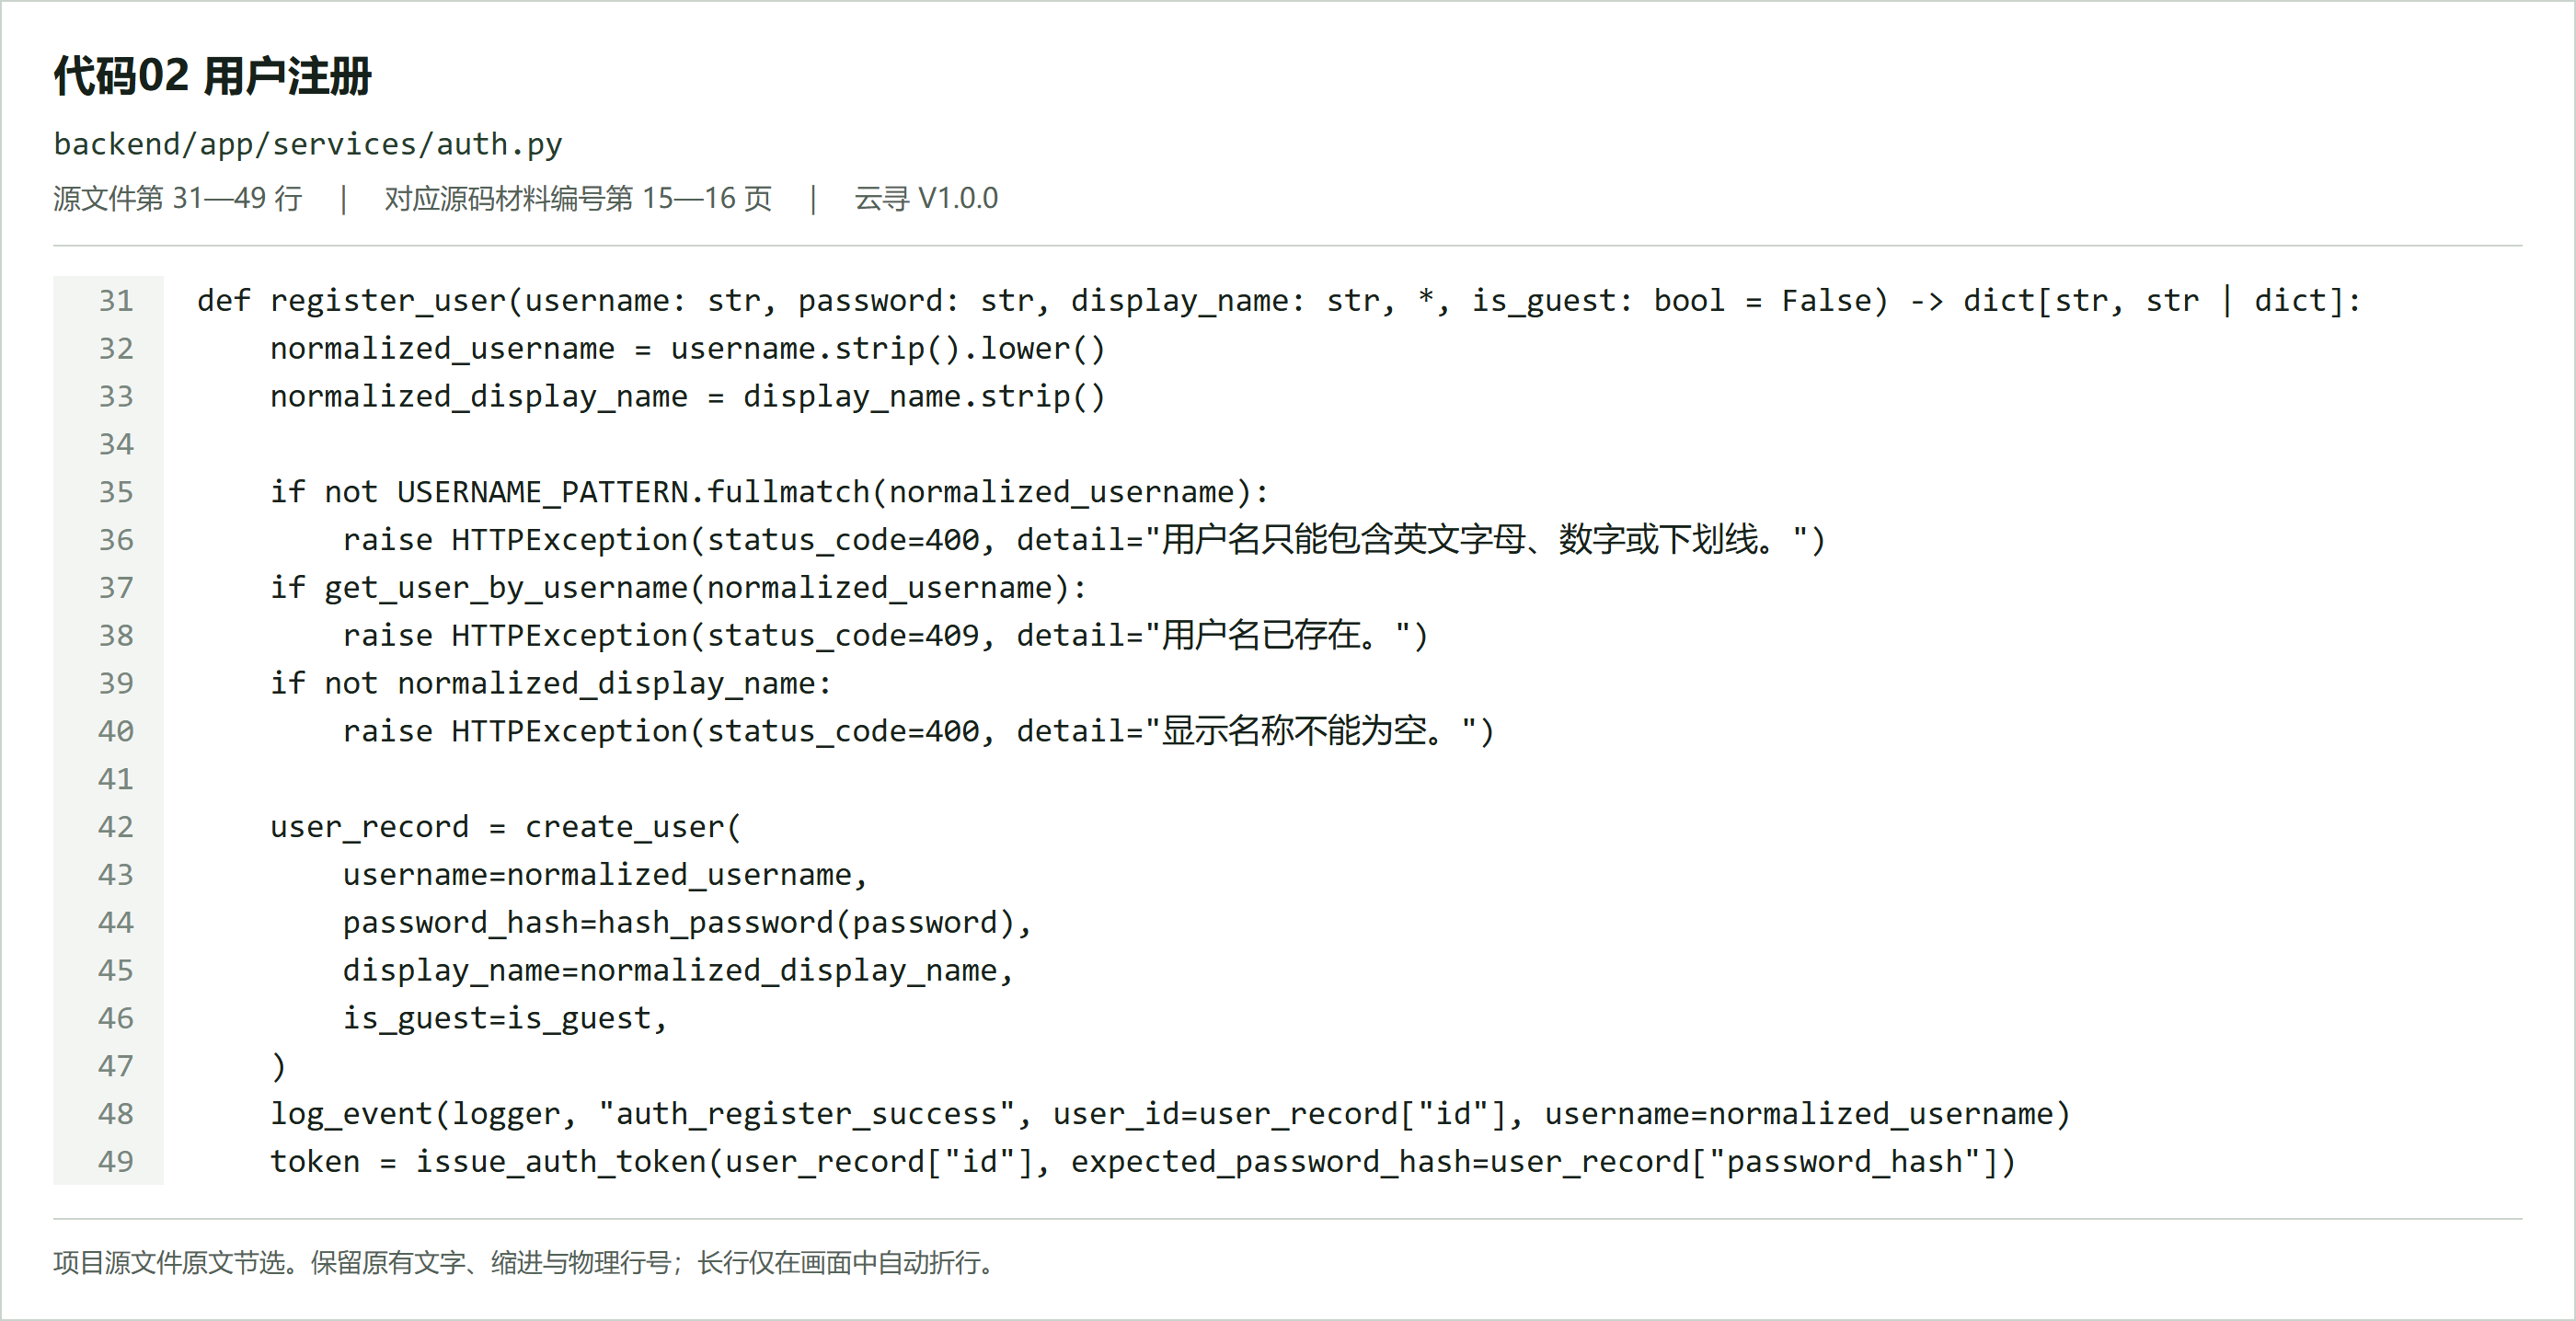 代码02 用户注册
backend/app/services/auth.py
源文件第 31—49 行 | 对应源码材料编号第 15—16 页 | 云寻 V1.0.0
31 def register_user(username: str, password: str, display_name: str, *, is_guest: bool = False) -> dict[str, str | dict]:
32     normalized_username = username.strip().lower()
33     normalized_display_name = display_name.strip()
34
35     if not USERNAME_PATTERN.fullmatch(normalized_username):
36         raise HTTPException(status_code=400, detail="用户名只能包含英文字母、数字或下划线。")
37     if get_user_by_username(normalized_username):
38         raise HTTPException(status_code=409, detail="用户名已存在。")
39     if not normalized_display_name:
40         raise HTTPException(status_code=400, detail="显示名称不能为空。")
41
42     user_record = create_user(
43         username=normalized_username,
44         password_hash=hash_password(password),
45         display_name=normalized_display_name,
46         is_guest=is_guest,
47     )
48     log_event(logger, "auth_register_success", user_id=user_record["id"], username=normalized_username)
49     token = issue_auth_token(user_record["id"], expected_password_hash=user_record["password_hash"])
项目源文件原文节选。保留原有文字、缩进与物理行号；长行仅在画面中自动折行。